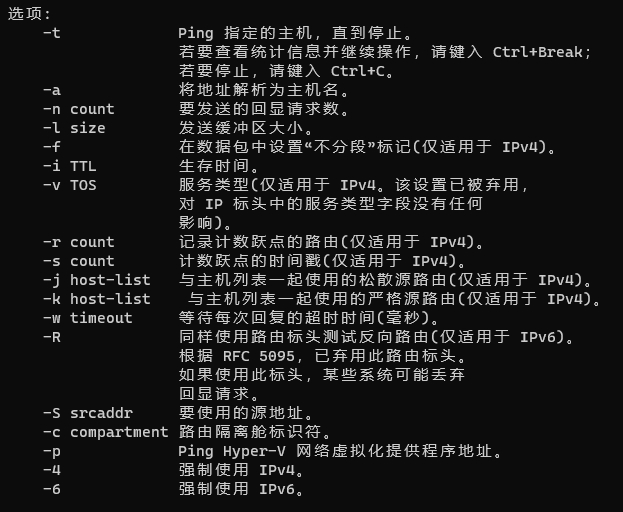 选项:
-t Ping 指定的主机，直到停止。
若要查看统计信息并继续操作，请键入 Ctrl+Break;
若要停止，请键入 Ctrl+C。
-a 将地址解析为主机名。
-n count 要发送的回显请求数。
-l size 发送缓冲区大小。
-f 在数据包中设置“不分段”标记(仅适用于 IPv4)。
-i TTL 生存时间。
-v TOS 服务类型(仅适用于 IPv4。该设置已被弃用，
对 IP 标头中的服务类型字段没有任何
影响)。
-r count 记录计数跃点的路由(仅适用于 IPv4)。
-s count 计数跃点的时间戳(仅适用于 IPv4)。
-j host-list 与主机列表一起使用的松散源路由(仅适用于 IPv4)。
-k host-list 与主机列表一起使用的严格源路由(仅适用于 IPv4)。
-w timeout 等待每次回复的超时时间(毫秒)。
-R 同样使用路由标头测试反向路由(仅适用于 IPv6)。
根据 RFC 5095，已弃用此路由标头。
如果使用此标头，某些系统可能丢弃
回显请求。
-S srcaddr 要使用的源地址。
-c compartment 路由隔离舱标识符。
-p Ping Hyper-V 网络虚拟化提供程序地址。
-4 强制使用 IPv4。
-6 强制使用 IPv6。